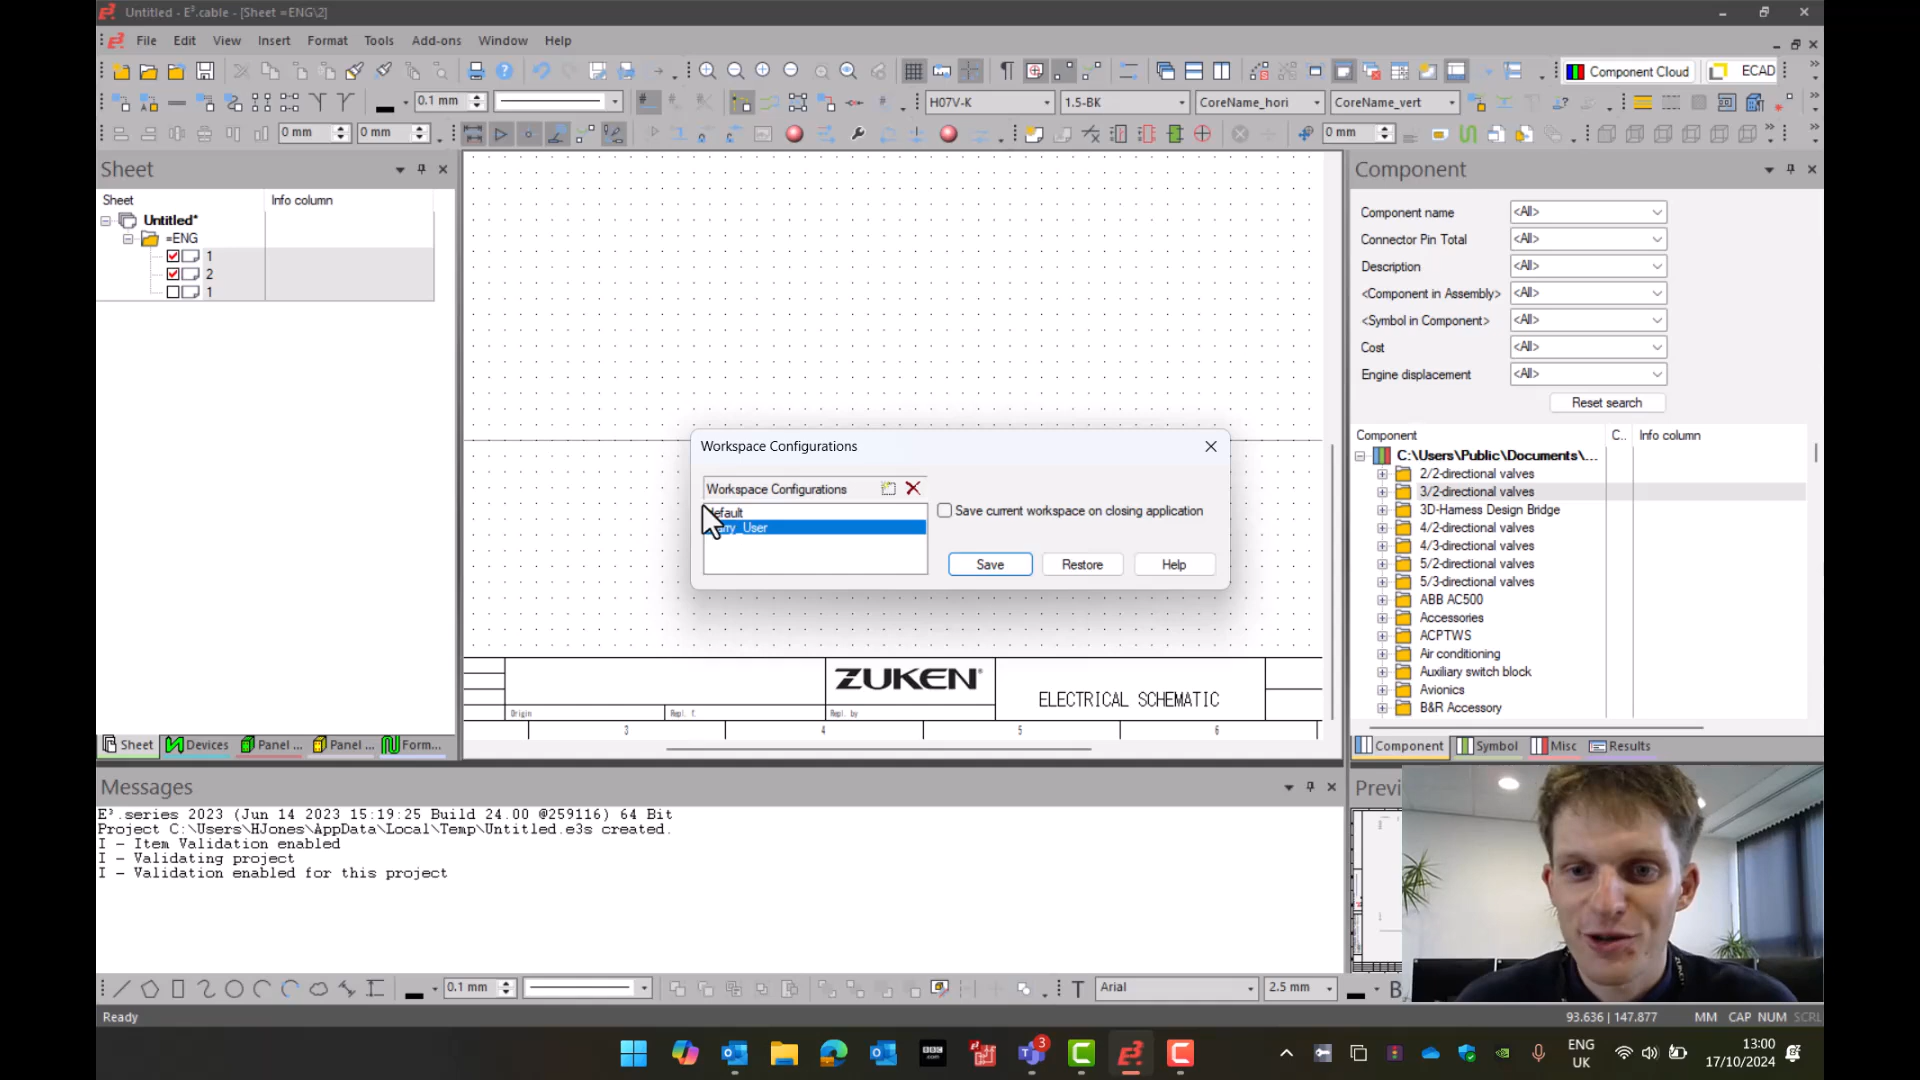 Untitled - E³.cable - [Sheet =ENG\2]
File Edit View Insert Format Tools Add-ons Window Help
Component Cloud ECAD
0.1 mm H07V-K 1.5-BK CoreName_hori CoreName_vert
0 mm 0 mm 0 mm
Sheet
Sheet Info column
Untitled*
=ENG
1
2
1
Component
Component name <All>
Connector Pin Total <All>
Description <All>
<Component in Assembly> <All>
<Symbol in Component> <All>
Cost <All>
Engine displacement <All>
Reset search
Component C.. Info column
C:\Users\Public\Documents\...
2/2-directional valves
3/2-directional valves
3D-Harness Design Bridge
4/2-directional valves
4/3-directional valves
5/2-directional valves
5/3-directional valves
ABB AC500
Accessories
ACPTWS
Air conditioning
Auxiliary switch block
Avionics
B&R Accessory
Workspace Configurations
Workspace Configurations
Save current workspace on closing application
User
Save Restore Help
ZUKEN
ELECTRICAL SCHEMATIC
Origin Repl. f. Repl. by
3 4 5 6
Sheet Devices Panel ... Panel ... Form...
Component Symbol Misc Results
Messages
E³.series 2023 (Jun 14 2023 15:19:25 Build 24.00 @259116) 64 Bit
Project C:\Users\HJones\AppData\Local\Temp\Untitled.e3s created.
I - Item Validation enabled
I - Validating project
I - Validation enabled for this project
Previ
0.1 mm T Arial 2.5 mm B
Ready 93.636 | 147.877 MM CAP NUM SCRL
3
ENG
UK
13:00
17/10/2024